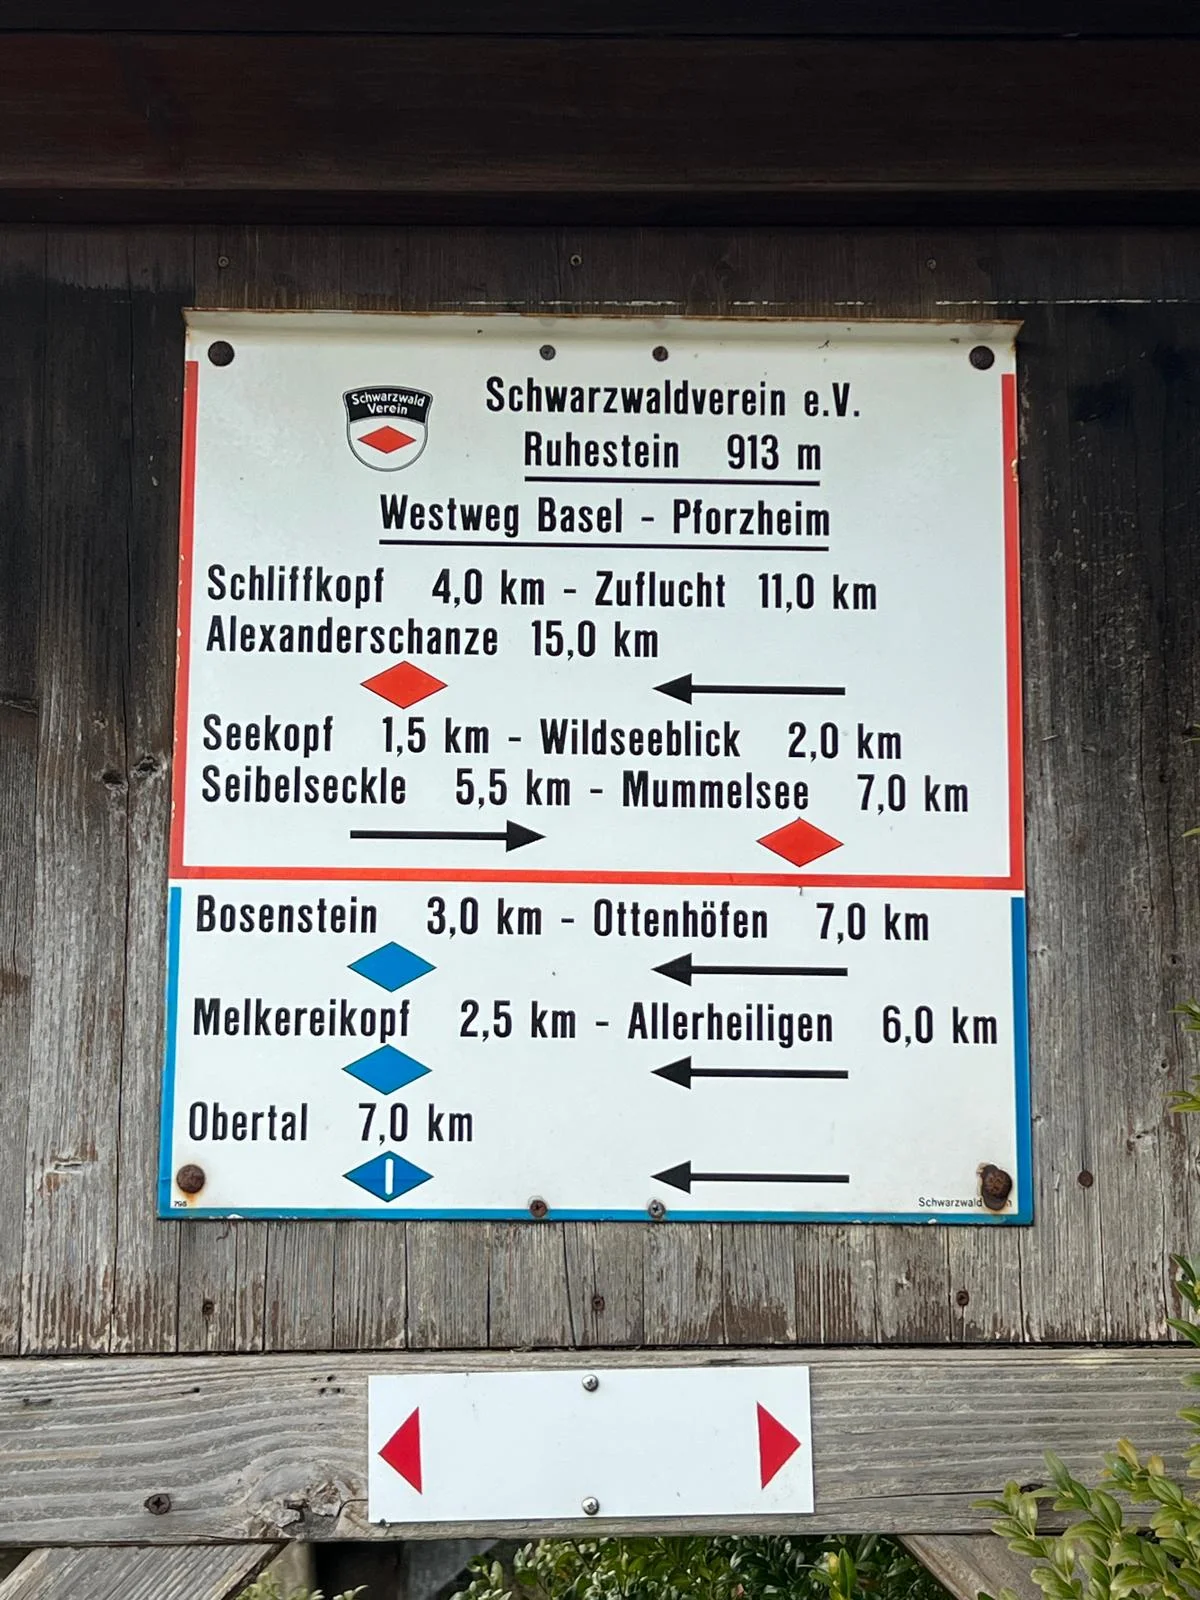 Schwarzwald
Verein
Schwarzwaldverein e.V.
Ruhestein 913 m
Westweg Basel - Pforzheim
Schliffkopf 4,0 km - Zuflucht 11,0 km
Alexanderschanze 15,0 km
Seekopf 1,5 km - Wildseeblick 2,0 km
Seibelseckle 5,5 km - Mummelsee 7,0 km
Bosenstein 3,0 km - Ottenhöfen 7,0 km
Melkereikopf 2,5 km - Allerheiligen 6,0 km
Obertal 7,0 km